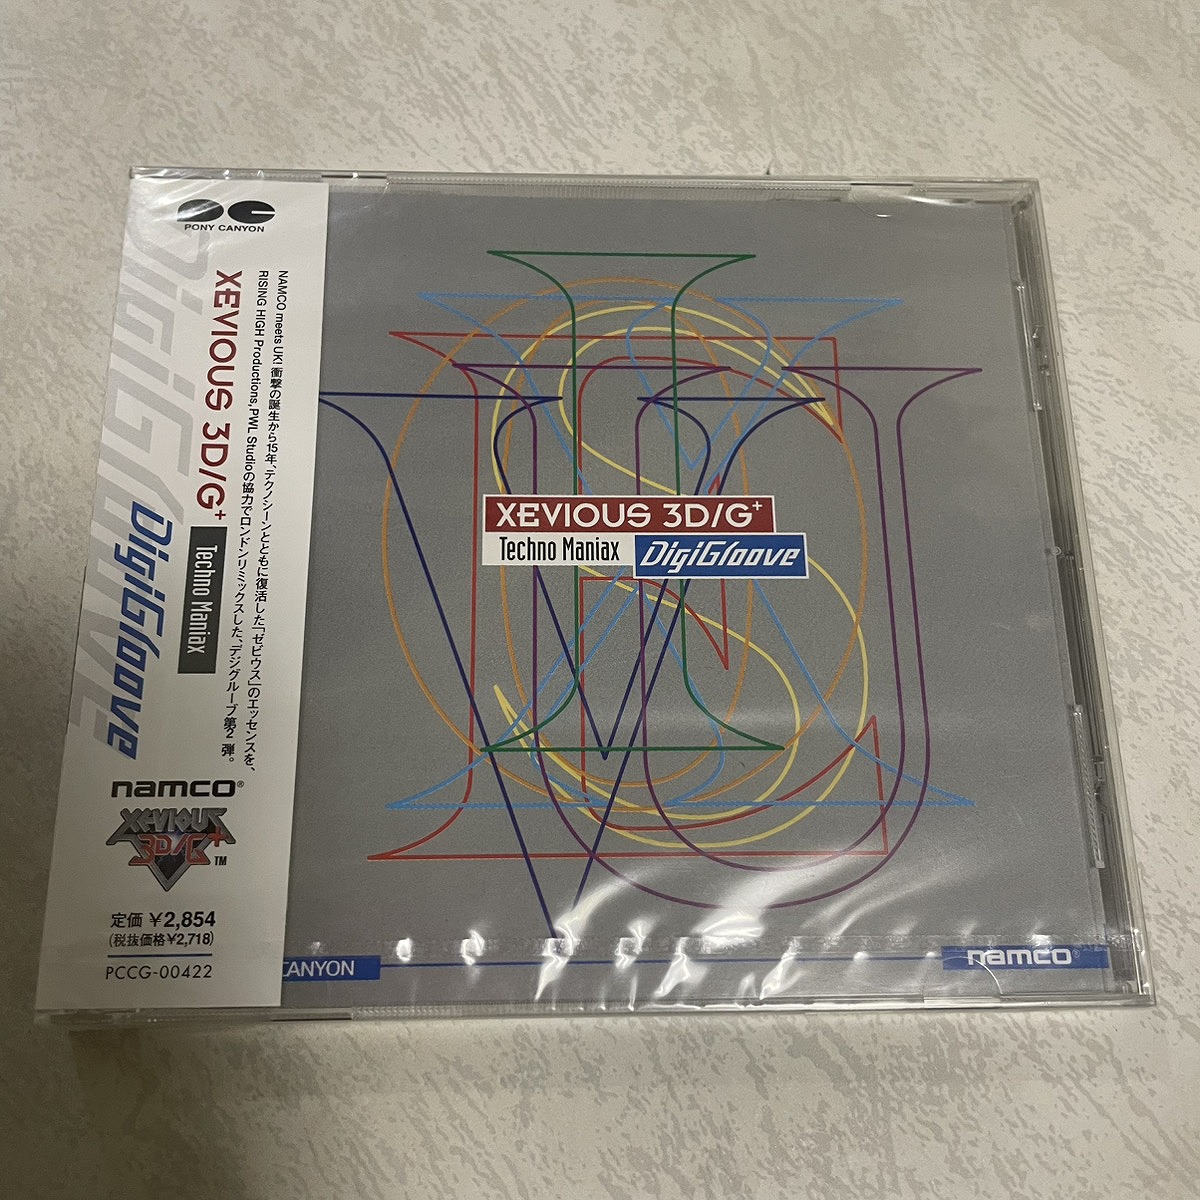 PONY CANYON
NAMCO meets UK! 衝撃の誕生から15年、テクノシーンとともに復活した「ゼビウス」のエッセンスを、
RISING HIGH Productions, PWL Studioの協力でロンドンリミックスした、デジグルーブ第2弾。
XEVIOUS 3D/G+
Techno Maniax
DigiGroove
DigiGroove
namco®
XEVIOUS
3D/G+
TM
定価 ¥2,854
(税抜価格¥2,718)
PCCG-00422
XEVIOUS 3D/G+
Techno Maniax
DigiGroove
CANYON
namco®